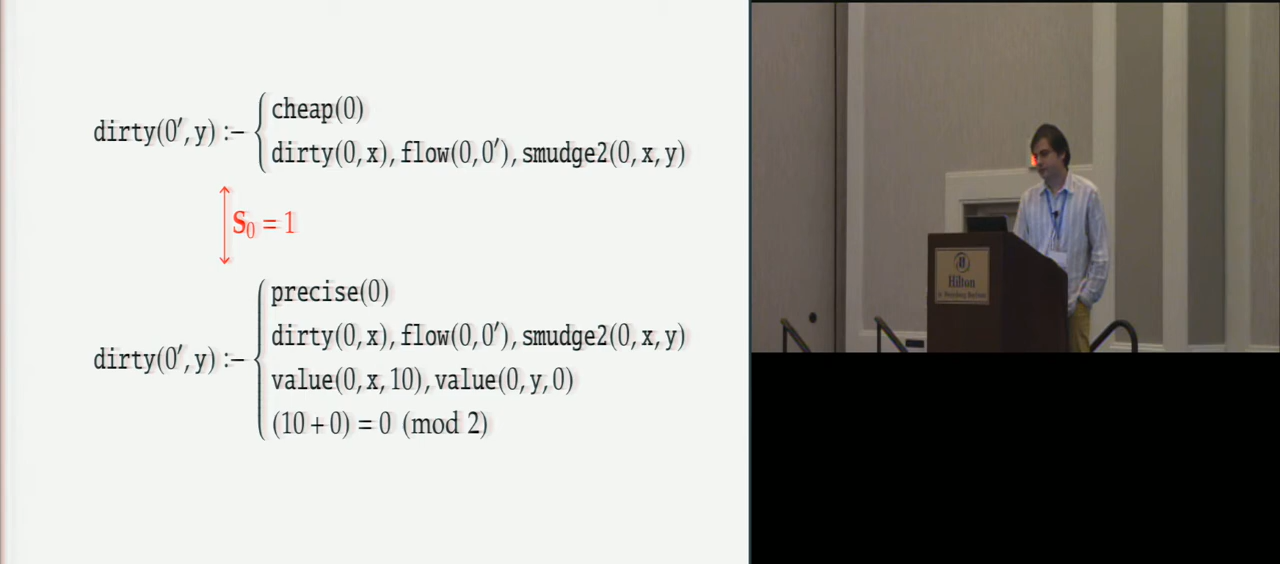 dirty(0′, y) :– { cheap(0)
dirty(0, x), flow(0, 0′), smudge2(0, x, y)
S₀ = 1
dirty(0′, y) :– { precise(0)
dirty(0, x), flow(0, 0′), smudge2(0, x, y)
value(0, x, 10), value(0, y, 0)
(10 + 0) = 0 (mod 2)
Hilton